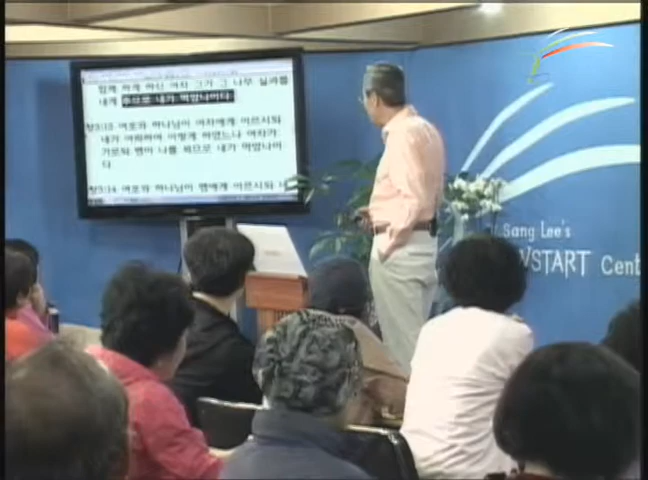 함께 하게 하신 여자 그가 그 나무 실과를
내게 주므로 내가 먹었나이다
창3:13 여호와 하나님이 여자에게 이르시되
네가 어찌하여 이렇게 하였느냐 여자가
가로되 뱀이 나를 꾀므로 내가 먹었나이
다
창3:14 여호와 하나님이 뱀에게 이르시되 네
Sang Lee's
WSTART Cent